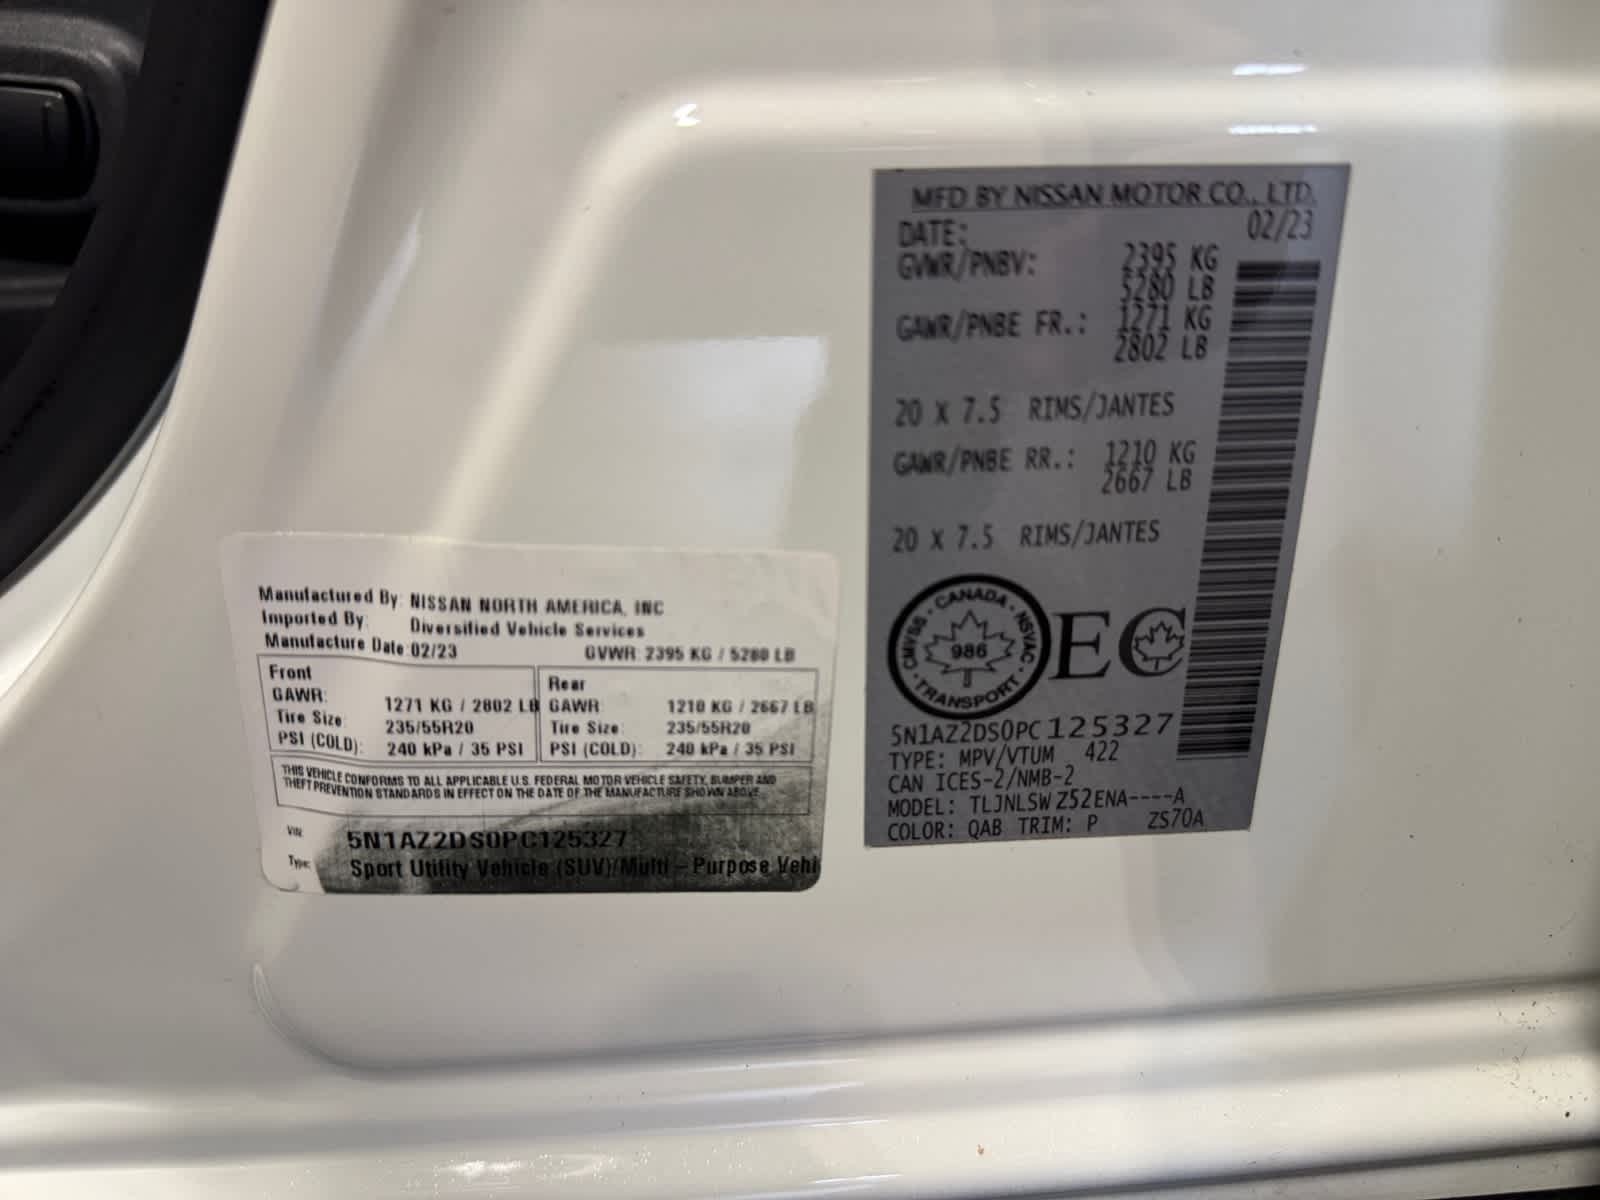 Manufactured By: NISSAN NORTH AMERICA, INC
Imported By: Diversified Vehicle Services
Manufacture Date: 02/23 GVWR: 2395 KG / 5280 LB
Front
GAWR: 1271 KG / 2802 LB
Tire Size: 235/55R20
PSI (COLD): 240 kPa / 35 PSI
Rear
GAWR: 1210 KG / 2667 LB
Tire Size: 235/55R20
PSI (COLD): 240 kPa / 35 PSI
THIS VEHICLE CONFORMS TO ALL APPLICABLE U.S. FEDERAL MOTOR VEHICLE SAFETY, BUMPER AND
THEFT PREVENTION STANDARDS IN EFFECT ON THE DATE OF THE MANUFACTURE SHOWN ABOVE.
VIN: 5N1AZ2DS0PC125327
Type: Sport Utility Vehicle (SUV)/Multi - Purpose Vehi
MFD BY NISSAN MOTOR CO., LTD.
DATE: 02/23
GVWR/PNBV: 2395 KG
5280 LB
GAWR/PNBE FR.: 1271 KG
2802 LB
20 X 7.5 RIMS/JANTES
GAWR/PNBE RR.: 1210 KG
2667 LB
20 X 7.5 RIMS/JANTES
CANADA · NSVAC · TRANSPORT · CMVSS ·
986
EC
5N1AZ2DS0PC125327
TYPE: MPV/VTUM 422
CAN ICES-2/NMB-2
MODEL: TLJNLSW Z52ENA----A
COLOR: QAB TRIM: P ZS70A